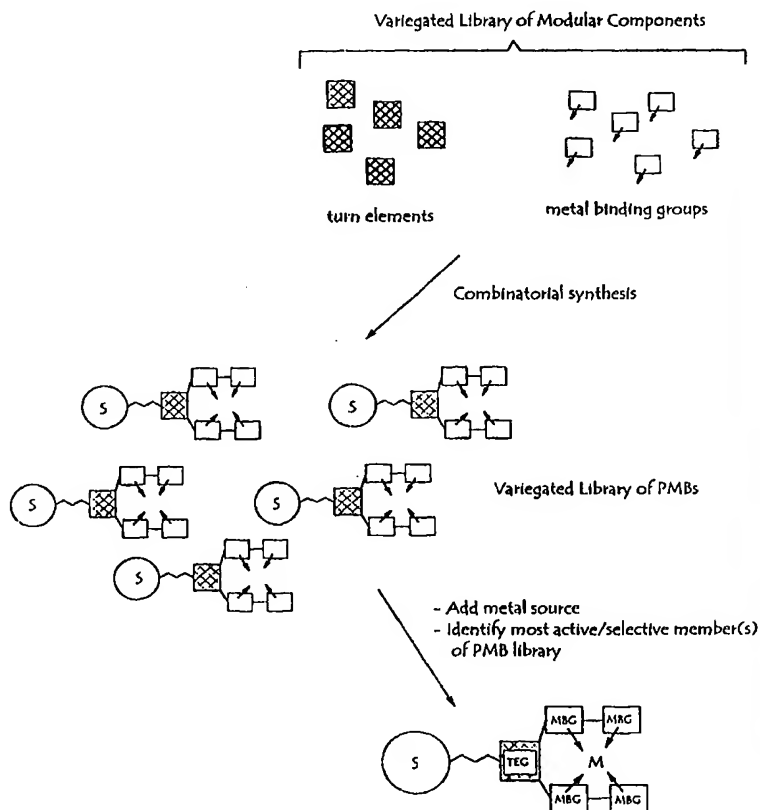 Variegated Library of Modular Components
turn elements
metal binding groups
Combinatorial synthesis
S
S
S
S
Variegated Library of PMBs
S
- Add metal source
- Identify most active/selective member(s)
of PMB library
MBG MBG
S TEG M
MBG MBG